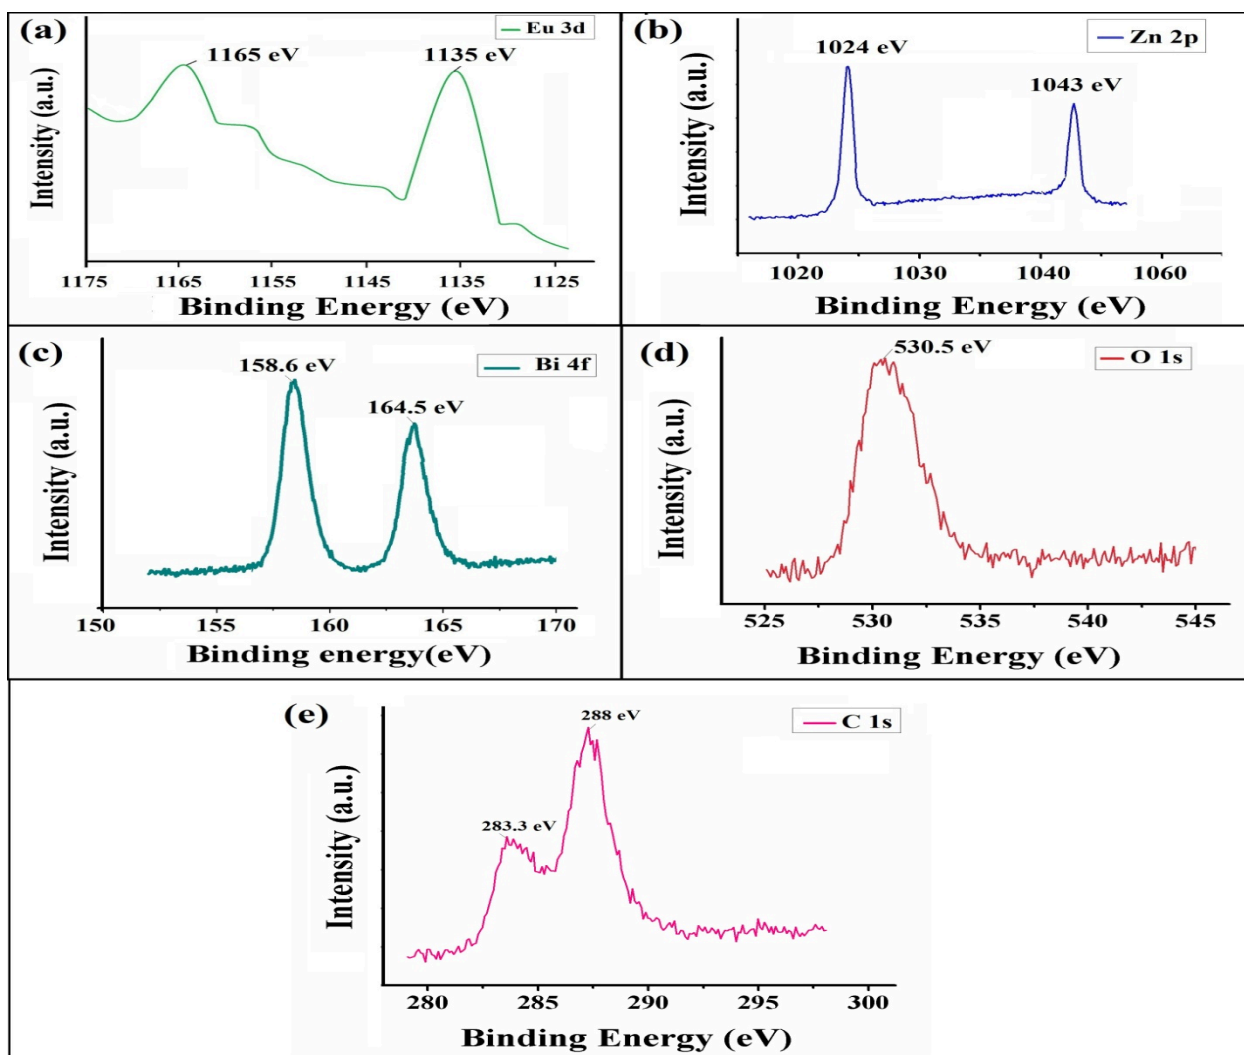 (a)
Eu 3d
1165 eV
1135 eV
Intensity (a.u.)
1175 1165 1155 1145 1135 1125
Binding Energy (eV)
(b)
Zn 2p
1024 eV
1043 eV
Intensity (a.u.)
1020 1030 1040 1060
Binding Energy (eV)
(c)
Bi 4f
158.6 eV
164.5 eV
Intensity (a.u.)
150 155 160 165 170
Binding energy(eV)
(d)
O 1s
530.5 eV
Intensity (a.u.)
525 530 535 540 545
Binding Energy (eV)
(e)
C 1s
288 eV
283.3 eV
Intensity (a.u.)
280 285 290 295 300
Binding Energy (eV)